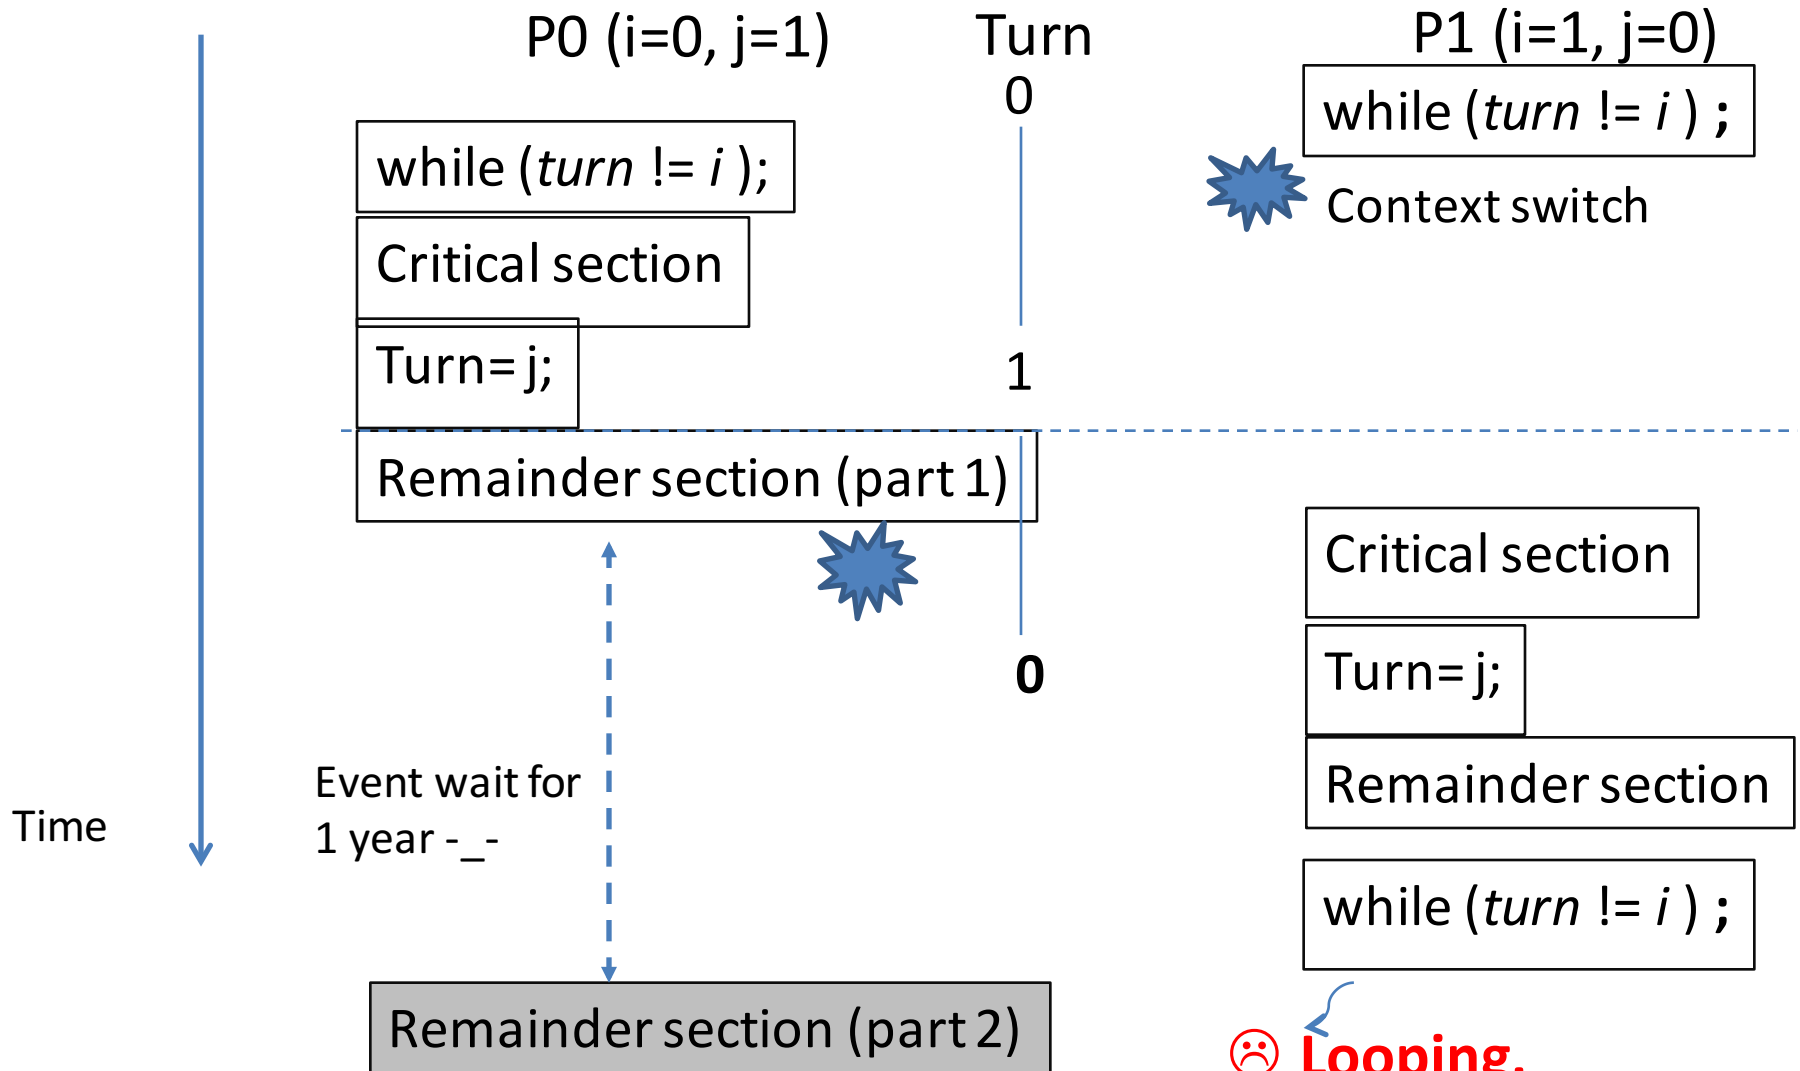 P0 (i=0, j=1)
Turn
P1 (i=1, j=0)
0
while (turn != i ) ;
while (turn != i );
Context switch
Critical section
Turn= j;
1
Remainder section (part 1)
Critical section
0
Turn= j;
Event wait for
1 year -_-
Remainder section
Time
while (turn != i ) ;
Remainder section (part 2)
☹ Looping.